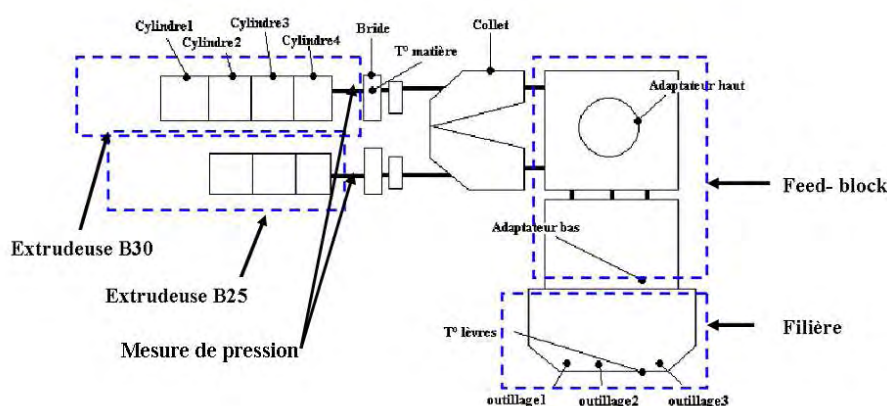 Cylindre1
Cylindre2
Cylindre3
Cylindre4
Bride
T° matière
Collet
Adaptateur haut
Feed- block
Extrudeuse B30
Extrudeuse B25
Mesure de pression
Adaptateur bas
T° lèvres
Filière
outillage1
outillage2
outillage3